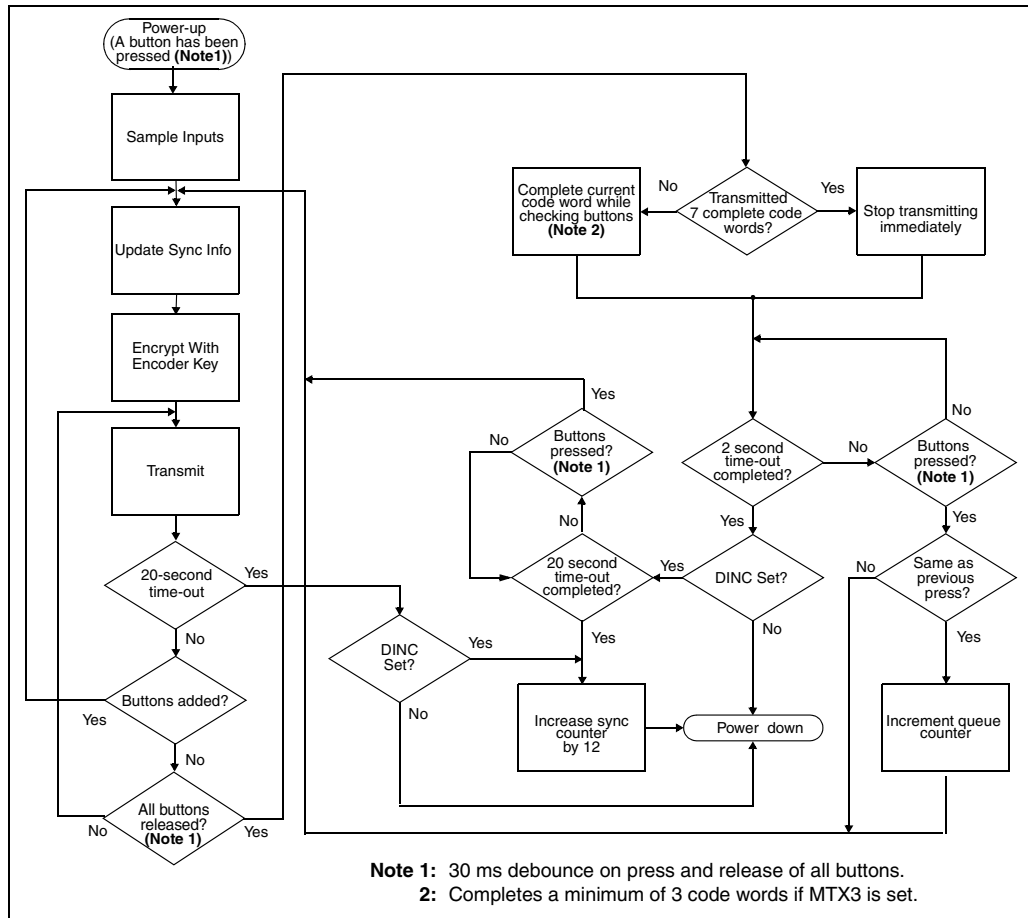 Power-up
(A button has been
pressed (Note1))
Sample Inputs
Update Sync Info
Encrypt With
Encoder Key
Transmit
20-second
time-out
Yes
No
Buttons added?
Yes
No
All buttons
released?
(Note 1)
No
Yes
DINC
Set?
Yes
No
Complete current
code word while
checking buttons
(Note 2)
No
Transmitted
7 complete code
words?
Yes
Stop transmitting
immediately
Yes
Buttons
pressed?
(Note 1)
No
No
20 second
time-out
completed?
Yes
Increase sync
counter
by 12
2 second
time-out
completed?
No
Yes
DINC Set?
Yes
No
Power down
No
Buttons
pressed?
(Note 1)
Yes
Same as
previous
press?
No
Yes
Increment queue
counter
Note 1: 30 ms debounce on press and release of all buttons.
2: Completes a minimum of 3 code words if MTX3 is set.